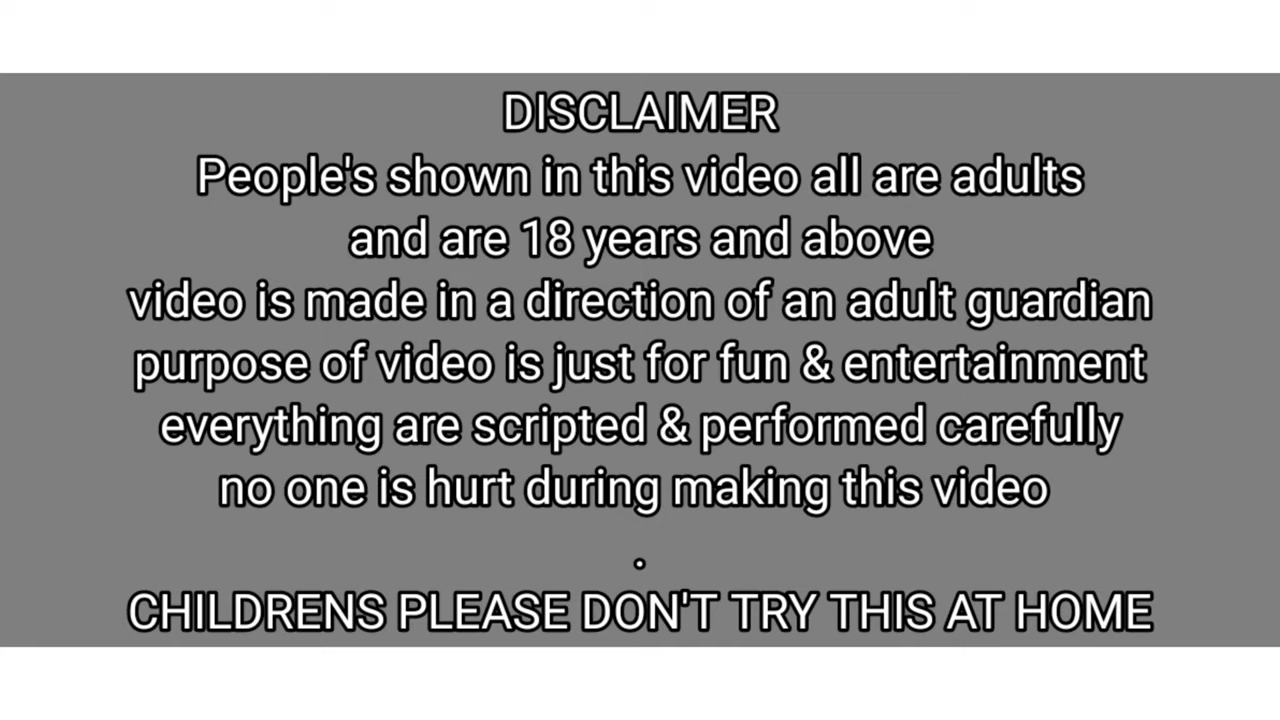 DISCLAIMER
People's shown in this video all are adults
and are 18 years and above
video is made in a direction of an adult guardian
purpose of video is just for fun & entertainment
everything are scripted & performed carefully
no one is hurt during making this video
.
CHILDRENS PLEASE DON'T TRY THIS AT HOME